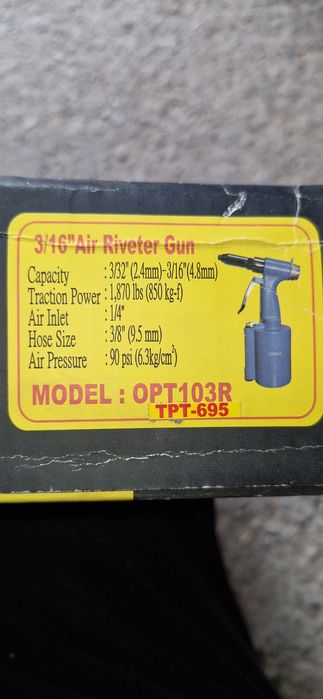 3/16"Air Riveter Gun
Capacity : 3/32" (2.4mm)-3/16"(4.8mm)
Traction Power : 1,870 lbs (850 kg-f)
Air Inlet : 1/4"
Hose Size : 3/8" (9.5 mm)
Air Pressure : 90 psi (6.3kg/cm²)
MODEL : OPT103R
TPT-695